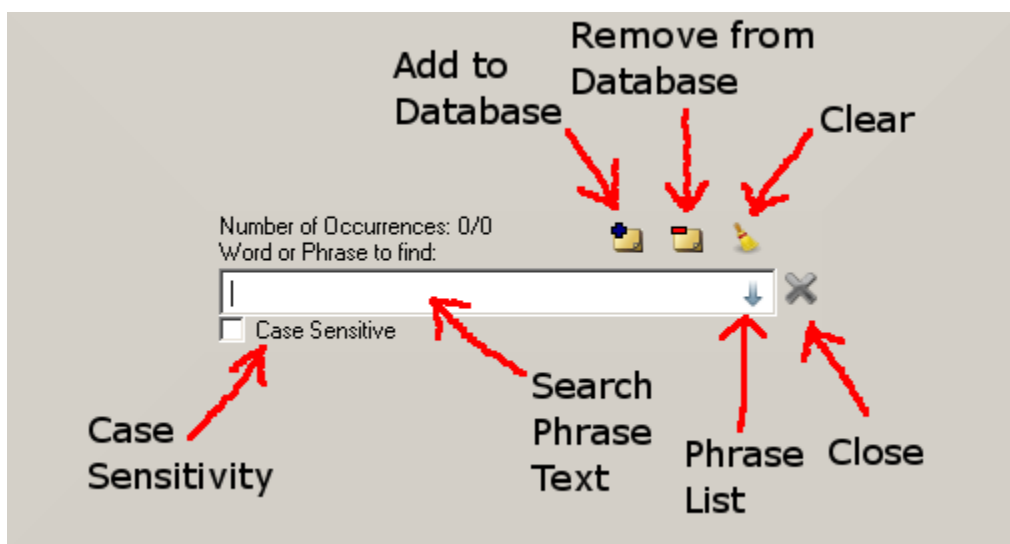 Remove from
Database
Add to
Database
Clear
Number of Occurrences: 0/0
Word or Phrase to find:
Case Sensitive
Search
Phrase
Text
Case
Sensitivity
Phrase
List
Close